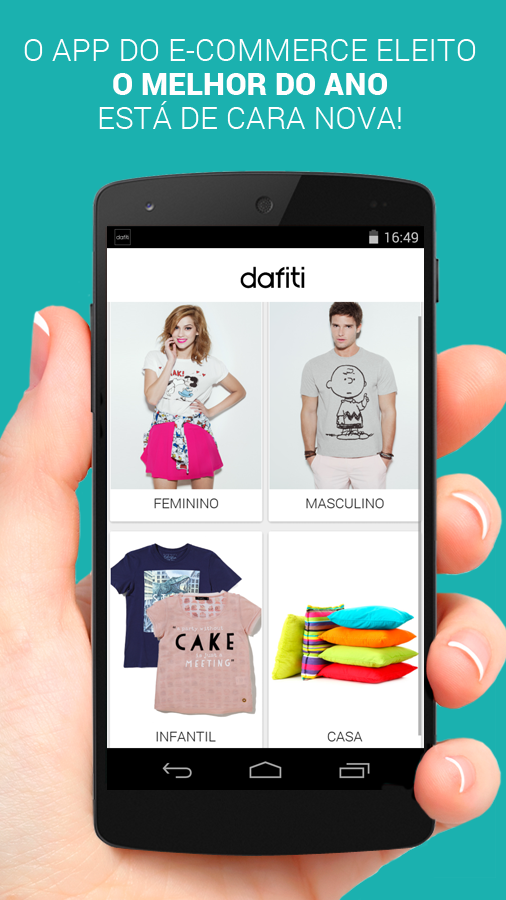 O APP DO E-COMMERCE ELEITO
O MELHOR DO ANO
ESTÁ DE CARA NOVA!
dafiti
16:49
dafiti
FEMININO
MASCULINO
CAKE
MEETING
INFANTIL
CASA